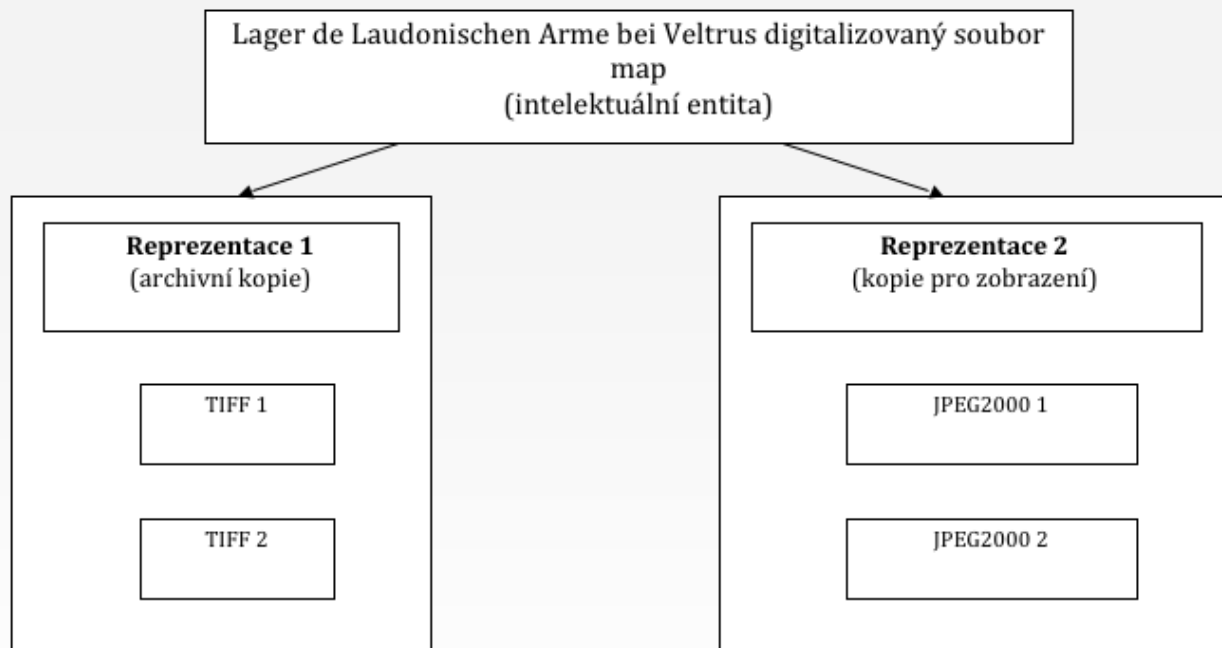 Lager de Laudonischen Arme bei Veltrus digitalizovaný soubor
map
(intelektuální entita)
Reprezentace 1
(archivní kopie)
TIFF 1
TIFF 2
Reprezentace 2
(kopie pro zobrazení)
JPEG2000 1
JPEG2000 2